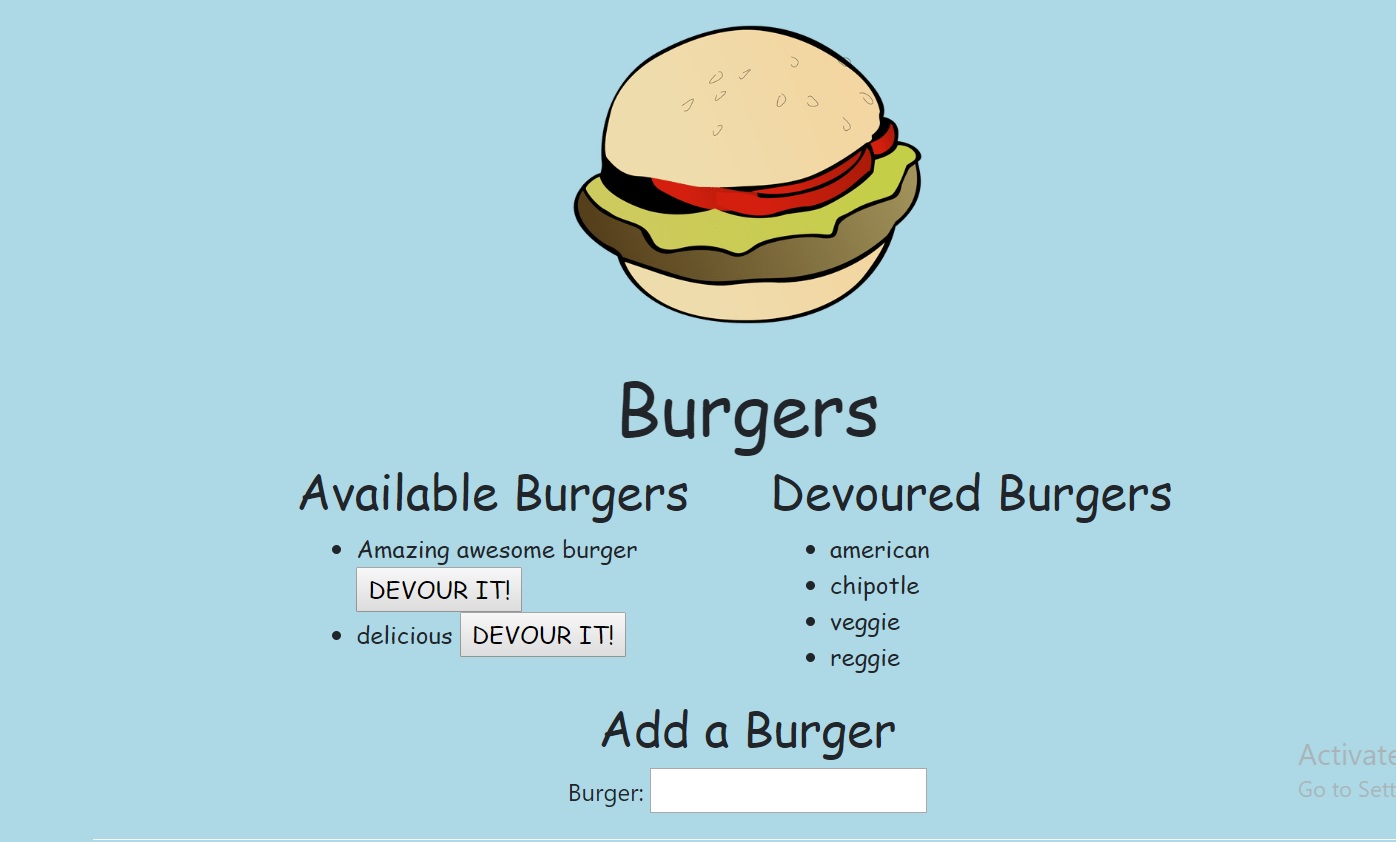 Burgers
Available Burgers
Amazing awesome burger
DEVOUR IT!
delicious DEVOUR IT!
Devoured Burgers
american
chipotle
veggie
reggie
Add a Burger
Burger:
Activate
Go to Sett